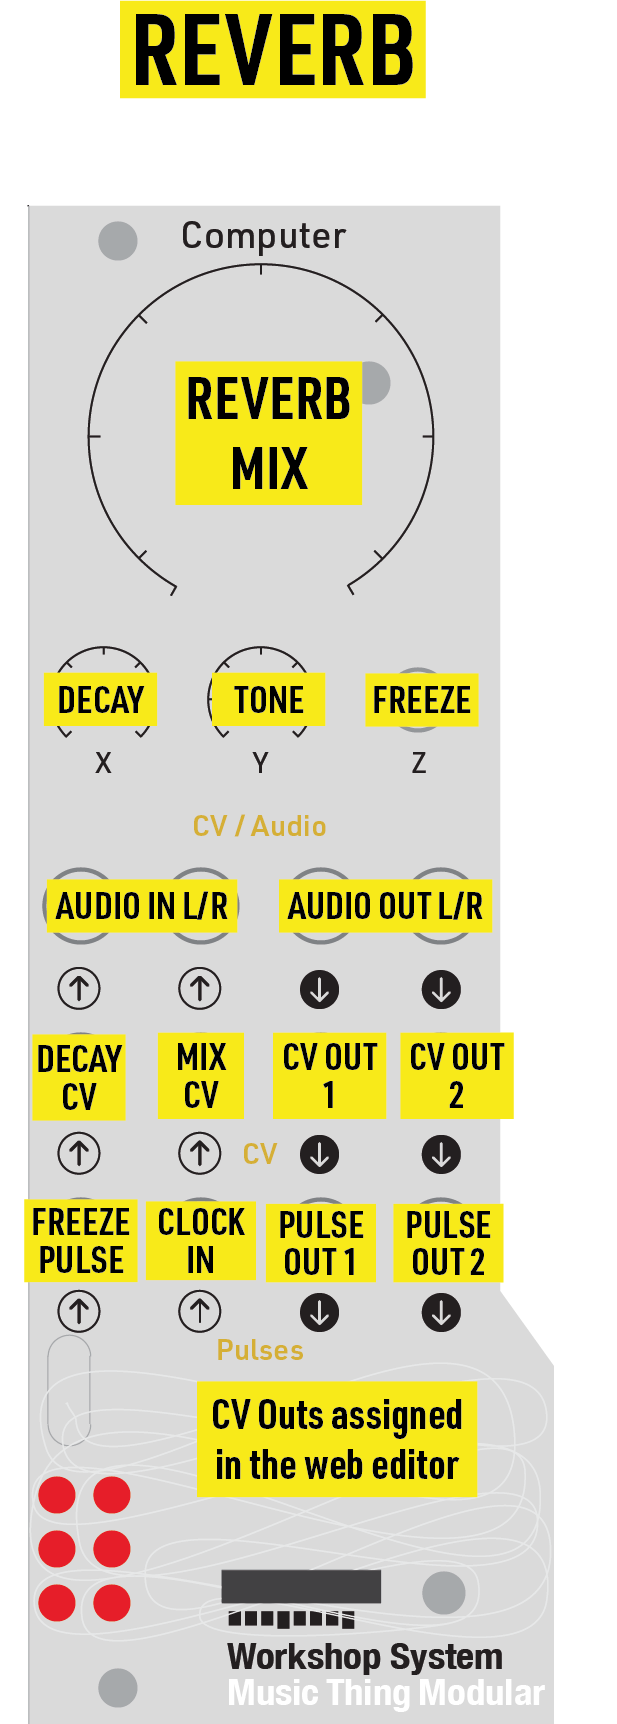 REVERB
Computer
REVERB
MIX
DECAY TONE FREEZE
X Y Z
CV / Audio
AUDIO IN L/R AUDIO OUT L/R
DECAY CV MIX CV CV OUT 1 CV OUT 2
CV
FREEZE PULSE CLOCK IN PULSE OUT 1 PULSE OUT 2
Pulses
CV Outs assigned
in the web editor
Workshop System
Music Thing Modular